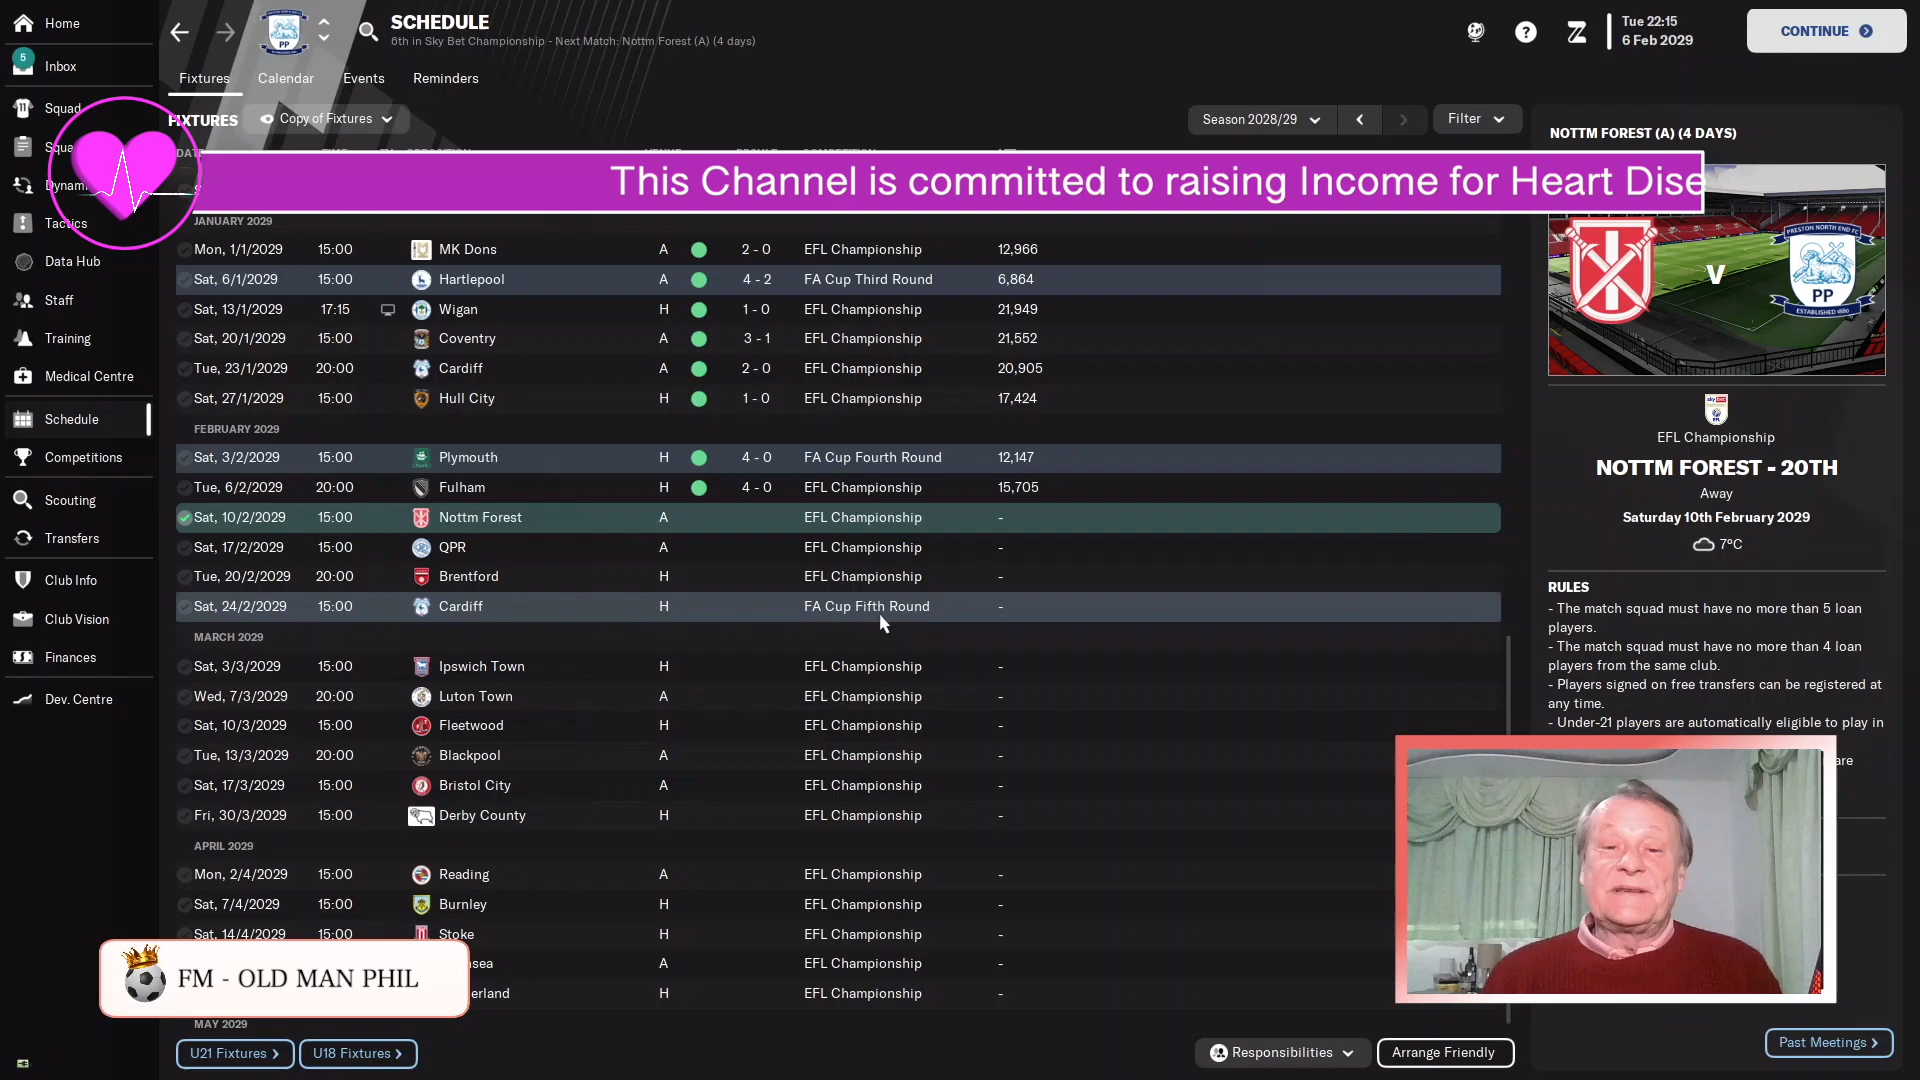 Home
SCHEDULE
6th in Sky Bet Championship - Next Match: Nottm Forest (A) (4 days)
Tue 22:15
6 Feb 2029
CONTINUE
5
Inbox
Fixtures Calendar Events Reminders
Squad
FIXTURES Copy of Fixtures Season 2028/29 Filter
NOTTM FOREST (A) (4 DAYS)
This Channel is committed to raising Income for Heart Dise
Tactics
Data Hub
Staff
Training
Medical Centre
Schedule
Competitions
Scouting
Transfers
Club Info
Club Vision
Finances
Dev. Centre
JANUARY 2029
Mon, 1/1/2029 15:00 MK Dons A 2 - 0 EFL Championship 12,966
Sat, 6/1/2029 15:00 Hartlepool A 4 - 2 FA Cup Third Round 6,864
Sat, 13/1/2029 17:15 Wigan H 1 - 0 EFL Championship 21,949
Sat, 20/1/2029 15:00 Coventry A 3 - 1 EFL Championship 21,552
Tue, 23/1/2029 20:00 Cardiff A 2 - 0 EFL Championship 20,905
Sat, 27/1/2029 15:00 Hull City H 1 - 0 EFL Championship 17,424
FEBRUARY 2029
Sat, 3/2/2029 15:00 Plymouth H 4 - 0 FA Cup Fourth Round 12,147
Tue, 6/2/2029 20:00 Fulham H 4 - 0 EFL Championship 15,705
Sat, 10/2/2029 15:00 Nottm Forest A EFL Championship -
Sat, 17/2/2029 15:00 QPR A EFL Championship -
Tue, 20/2/2029 20:00 Brentford H EFL Championship -
Sat, 24/2/2029 15:00 Cardiff H FA Cup Fifth Round -
MARCH 2029
Sat, 3/3/2029 15:00 Ipswich Town H EFL Championship -
Wed, 7/3/2029 20:00 Luton Town A EFL Championship -
Sat, 10/3/2029 15:00 Fleetwood H EFL Championship -
Tue, 13/3/2029 20:00 Blackpool A EFL Championship -
Sat, 17/3/2029 15:00 Bristol City A EFL Championship -
Fri, 30/3/2029 15:00 Derby County H EFL Championship -
APRIL 2029
Mon, 2/4/2029 15:00 Reading A EFL Championship -
Sat, 7/4/2029 15:00 Burnley H EFL Championship -
Sat, 14/4/2029 15:00 Stoke H EFL Championship -
sea A EFL Championship -
erland H EFL Championship -
MAY 2029
FM - OLD MAN PHIL
U21 Fixtures U18 Fixtures
Responsibilities Arrange Friendly
V
PRESTON NORTH END FC
PP
ESTABLISHED 1880
EFL Championship
NOTTM FOREST - 20TH
Away
Saturday 10th February 2029
7°C
RULES
- The match squad must have no more than 5 loan
players.
- The match squad must have no more than 4 loan
players from the same club.
- Players signed on free transfers can be registered at
any time.
- Under-21 players are automatically eligible to play in
are
Past Meetings